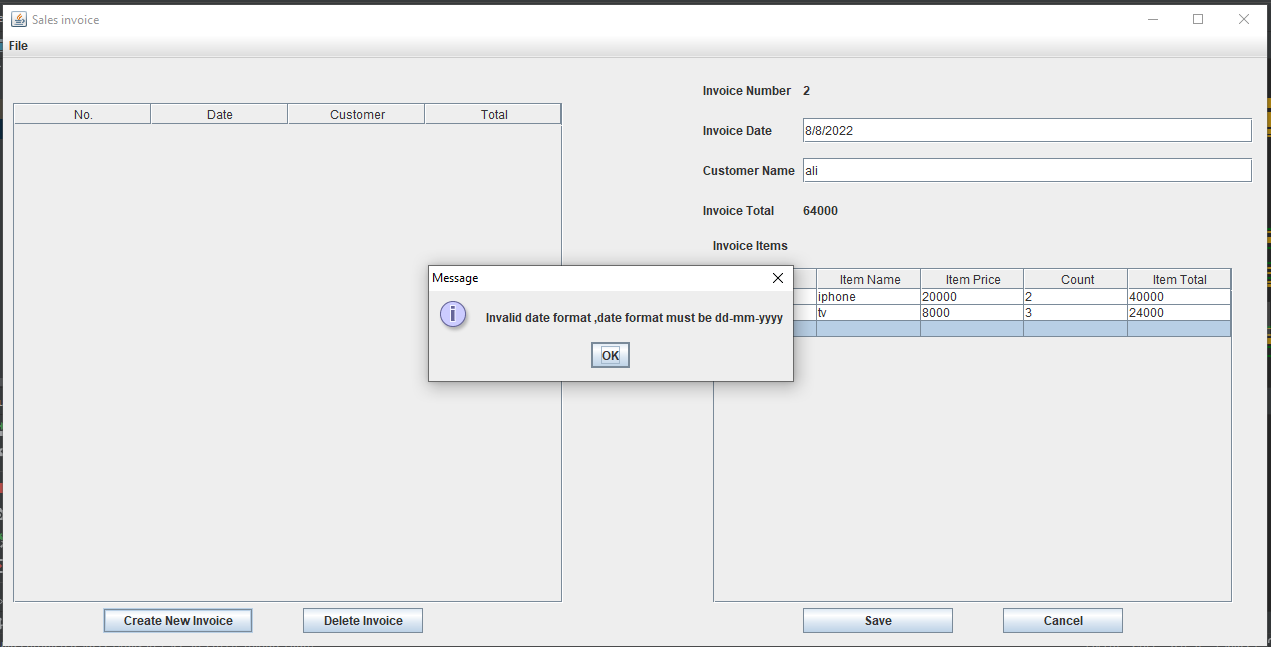 Sales invoice
File
No. Date Customer Total
Invoice Number 2
Invoice Date 8/8/2022
Customer Name ali
Invoice Total 64000
Invoice Items
Item Name Item Price Count Item Total
iphone 20000 2 40000
tv 8000 3 24000
Message
Invalid date format ,date format must be dd-mm-yyyy
OK
Create New Invoice Delete Invoice Save Cancel